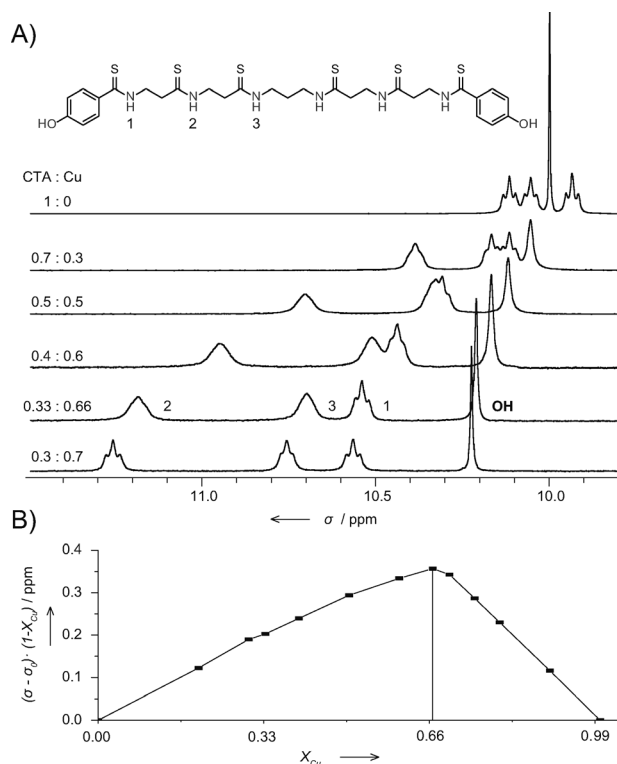 A)
S S S S S S
N N N N N N
H H H H H H
HO OH
1 2 3
CTA : Cu
1 : 0
0.7 : 0.3
0.5 : 0.5
0.4 : 0.6
0.33 : 0.66 2 3 1 OH
0.3 : 0.7
11.0 10.5 10.0
σ / ppm
B)
0.4
0.3
0.2
0.1
0.0
(σ - σ0)· (1-XCu) / ppm
0.00 0.33 0.66 0.99
XCu